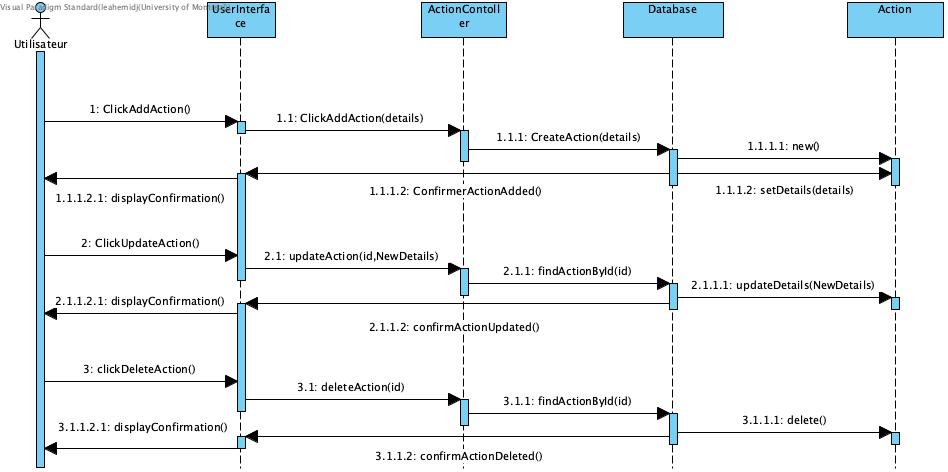 Visual Paradigm Standard(leahemid)(University of Mon
Utilisateur
UserInterfa
ce
ActionContoll
er
Database
Action
1: ClickAddAction()
1.1: ClickAddAction(details)
1.1.1: CreateAction(details)
1.1.1.1: new()
1.1.1.2: ConfirmerActionAdded()
1.1.1.2: setDetails(details)
1.1.1.2.1: displayConfirmation()
2: ClickUpdateAction()
2.1: updateAction(id,NewDetails)
2.1.1: findActionById(id)
2.1.1.1: updateDetails(NewDetails)
2.1.1.2.1: displayConfirmation()
2.1.1.2: confirmActionUpdated()
3: clickDeleteAction()
3.1: deleteAction(id)
3.1.1: findActionById(id)
3.1.1.1: delete()
3.1.1.2.1: displayConfirmation()
3.1.1.2: confirmActionDeleted()